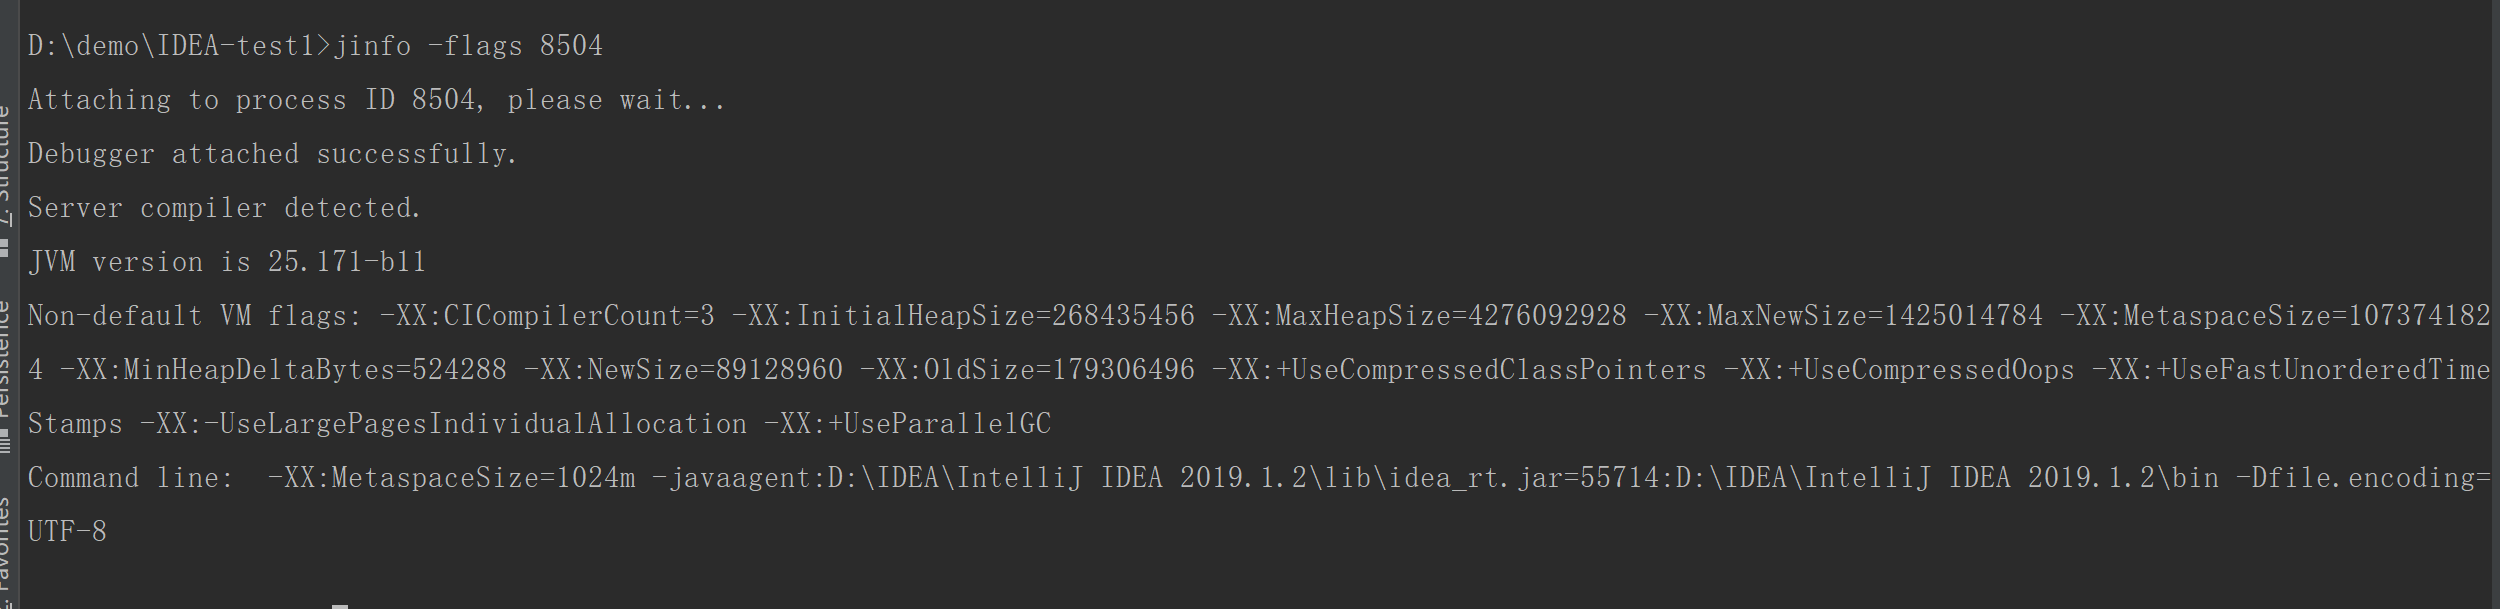 D:\demo\IDEA-test1>jinfo -flags 8504
Attaching to process ID 8504, please wait...
Debugger attached successfully.
Server compiler detected.
JVM version is 25.171-b11
Non-default VM flags: -XX:CICompilerCount=3 -XX:InitialHeapSize=268435456 -XX:MaxHeapSize=4276092928 -XX:MaxNewSize=1425014784 -XX:MetaspaceSize=107374182
4 -XX:MinHeapDeltaBytes=524288 -XX:NewSize=89128960 -XX:OldSize=179306496 -XX:+UseCompressedClassPointers -XX:+UseCompressedOops -XX:+UseFastUnorderedTime
Stamps -XX:-UseLargePagesIndividualAllocation -XX:+UseParallelGC
Command line:  -XX:MetaspaceSize=1024m -javaagent:D:\IDEA\IntelliJ IDEA 2019.1.2\lib\idea_rt.jar=55714:D:\IDEA\IntelliJ IDEA 2019.1.2\bin -Dfile.encoding=
UTF-8
7: Structure
Persistence
Favorites